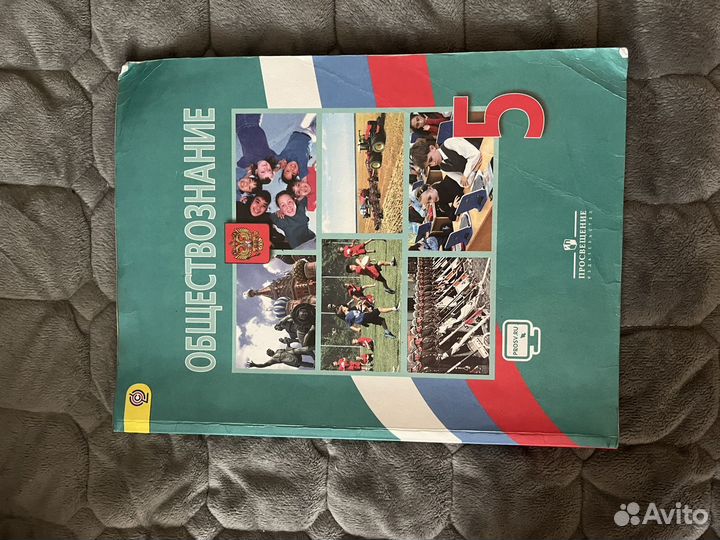 ОБЩЕСТВОЗНАНИЕ
5
ПРОСВЕЩЕНИЕ
ИЗДАТЕЛЬСТВО
PROSV.RU
Avito